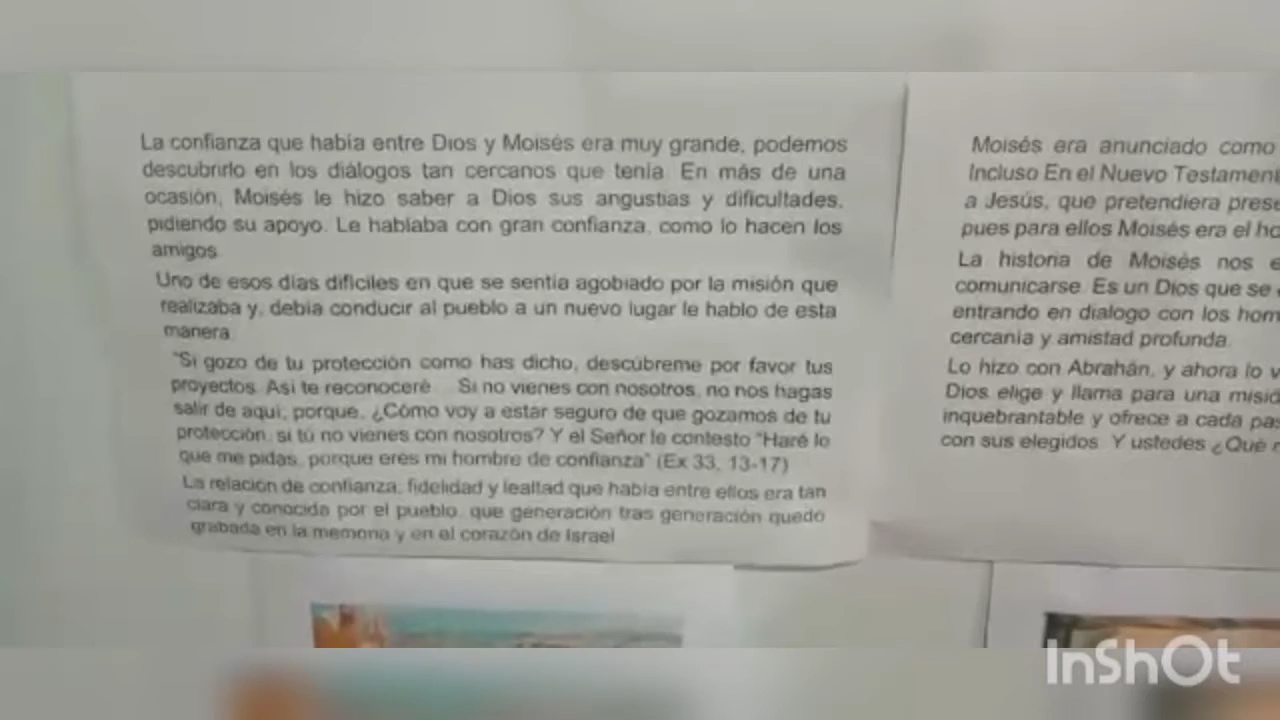 La confianza que había entre Dios y Moisés era muy grande, podemos
descubrirlo en los diálogos tan cercanos que tenía. En más de una
ocasión, Moisés le hizo saber a Dios sus angustias y dificultades,
pidiendo su apoyo. Le hablaba con gran confianza, como lo hacen los
amigos.
Uno de esos días difíciles en que se sentía agobiado por la misión que
realizaba y, debía conducir al pueblo a un nuevo lugar le hablo de esta
manera
"Si gozo de tu protección como has dicho, descúbreme por favor tus
proyectos. Así te reconoceré... Si no vienes con nosotros, no nos hagas
salir de aquí, porque, ¿Cómo voy a estar seguro de que gozamos de tu
protección, si tú no vienes con nosotros? Y el Señor le contesto "Haré lo
que me pidas, porque eres mi hombre de confianza" (Ex 33, 13-17)
La relación de confianza, fidelidad y lealtad que había entre ellos era tan
clara y conocida por el pueblo, que generación tras generación quedo
grabada en la memoria y en el corazón de Israel
Moisés era anunciado como
Incluso En el Nuevo
a Jesús, que pretendiera
pues para ellos Moisés era el
La historia de Moisés nos
comunicarse. Es un Dios que se
entrando en dialogo con los
cercanía y amistad profunda.
Lo hizo con Abrahán, y ahora lo
Dios elige y llama para una
inquebrantable y ofrece a cada
con sus elegidos. Y ustedes ¿Qué
InShOt